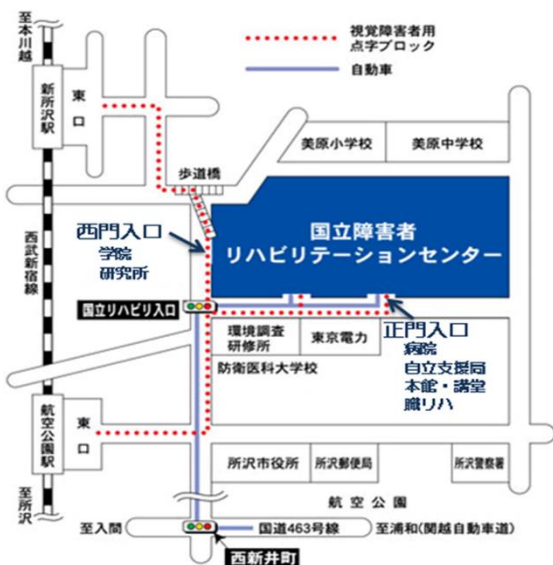 至本川越
視覚障害者用
点字ブロック
自動車
新所沢駅
東口
美原小学校
美原中学校
歩道橋
西武新宿線
西門入口
学院
研究所
国立障害者
リハビリテーションセンター
国立リハビリ入口
環境調査
研修所
東京電力
正門入口
病院
自立支援局
本館・講堂
職リハ
防衛医科大学校
航空公園駅
東口
所沢市役所
所沢郵便局
所沢警察署
至所沢
航空公園
至入間
国道463号線
至浦和(関越自動車道)
西新井町